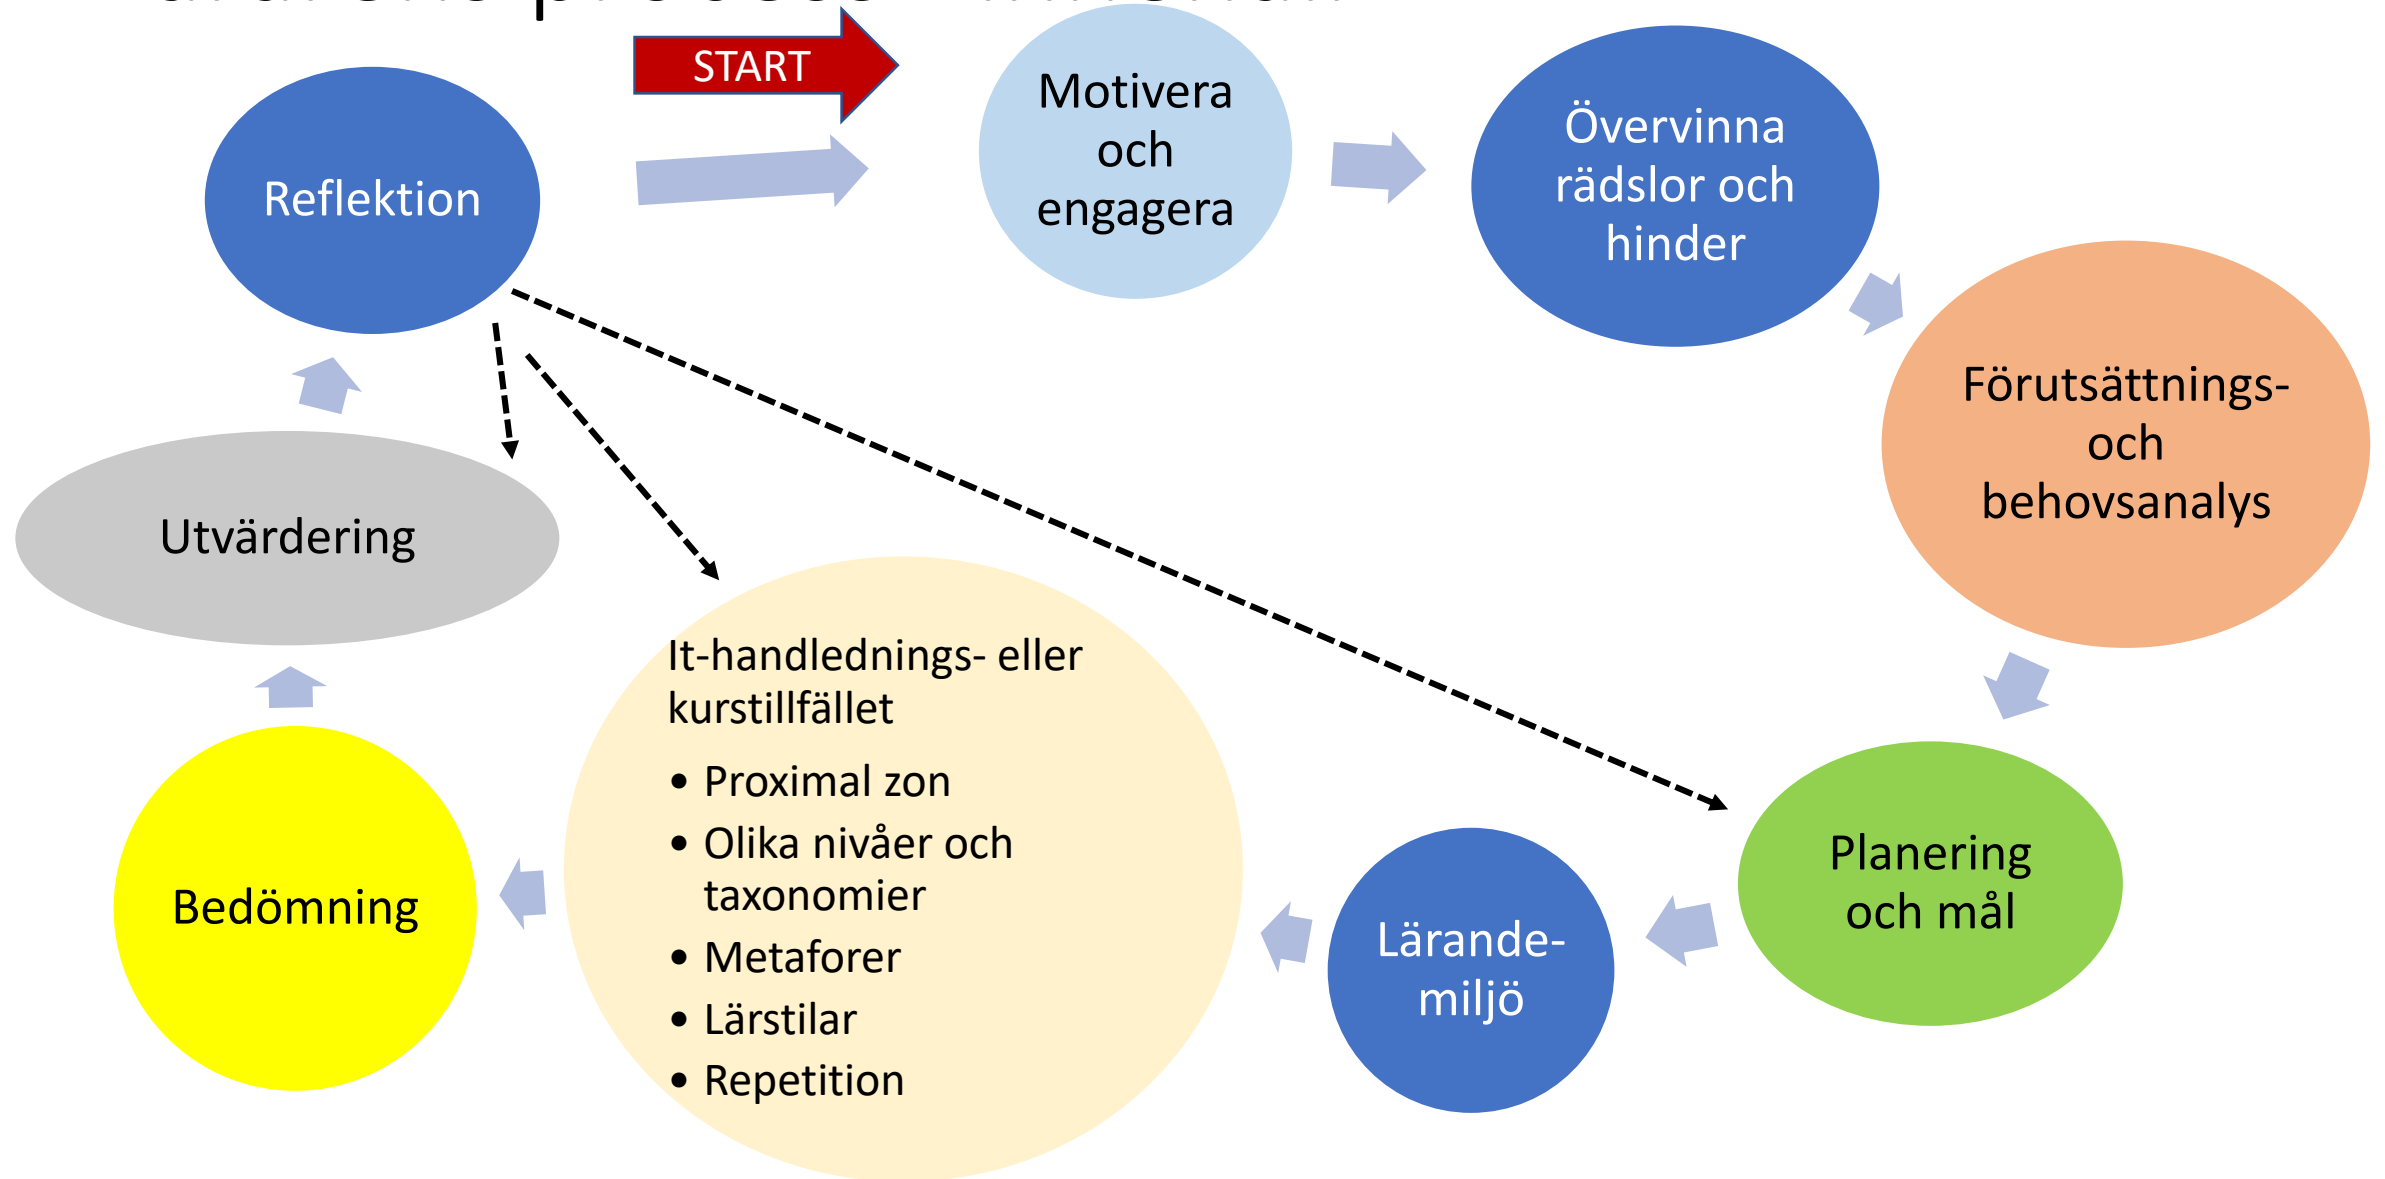 START
Motivera
och
engagera
Övervinna
rädslor och
hinder
Förutsättnings-
och
behovsanalys
Planering
och mål
Lärande-
miljö
It-handlednings- eller
kurstillfället
• Proximal zon
• Olika nivåer och
taxonomier
• Metaforer
• Lärstilar
• Repetition
Bedömning
Utvärdering
Reflektion